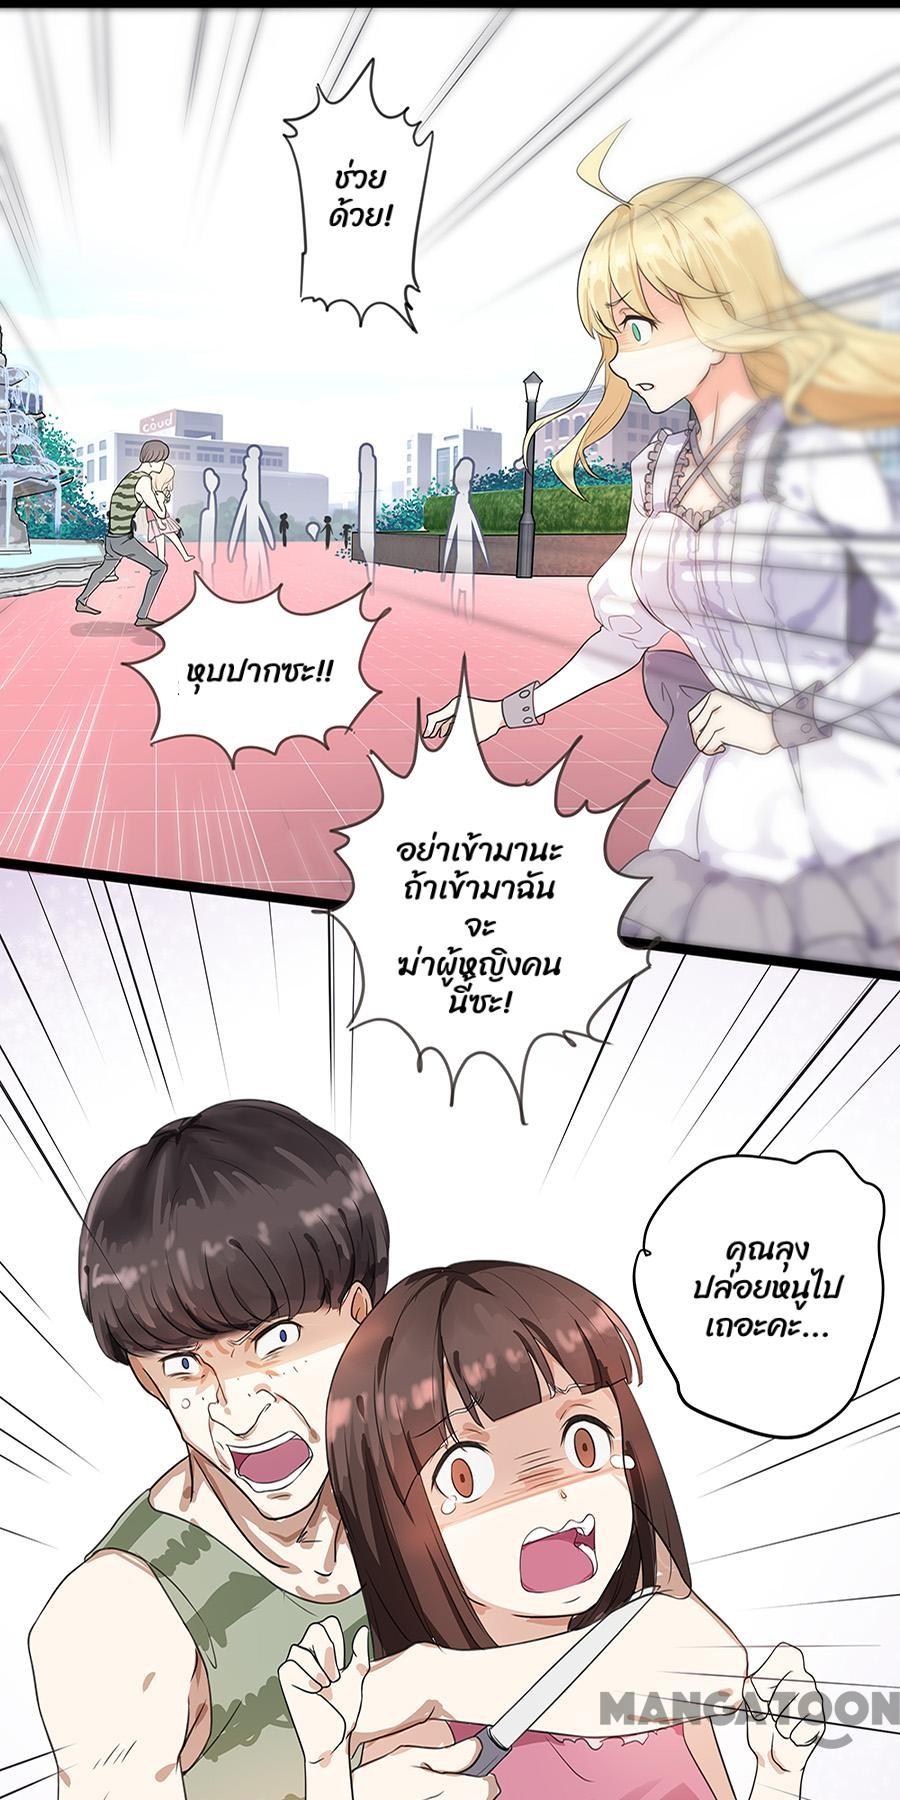 ช่วย
ด้วย!
cóud
หุบปากซะ!!
อย่าเข้ามานะ
ถ้าเข้ามาฉัน
จะ
ฆ่าผู้หญิงคน
นี้ซะ!
คุณลุง
ปล่อยหนูไป
เถอะคะ...
MANGATOON